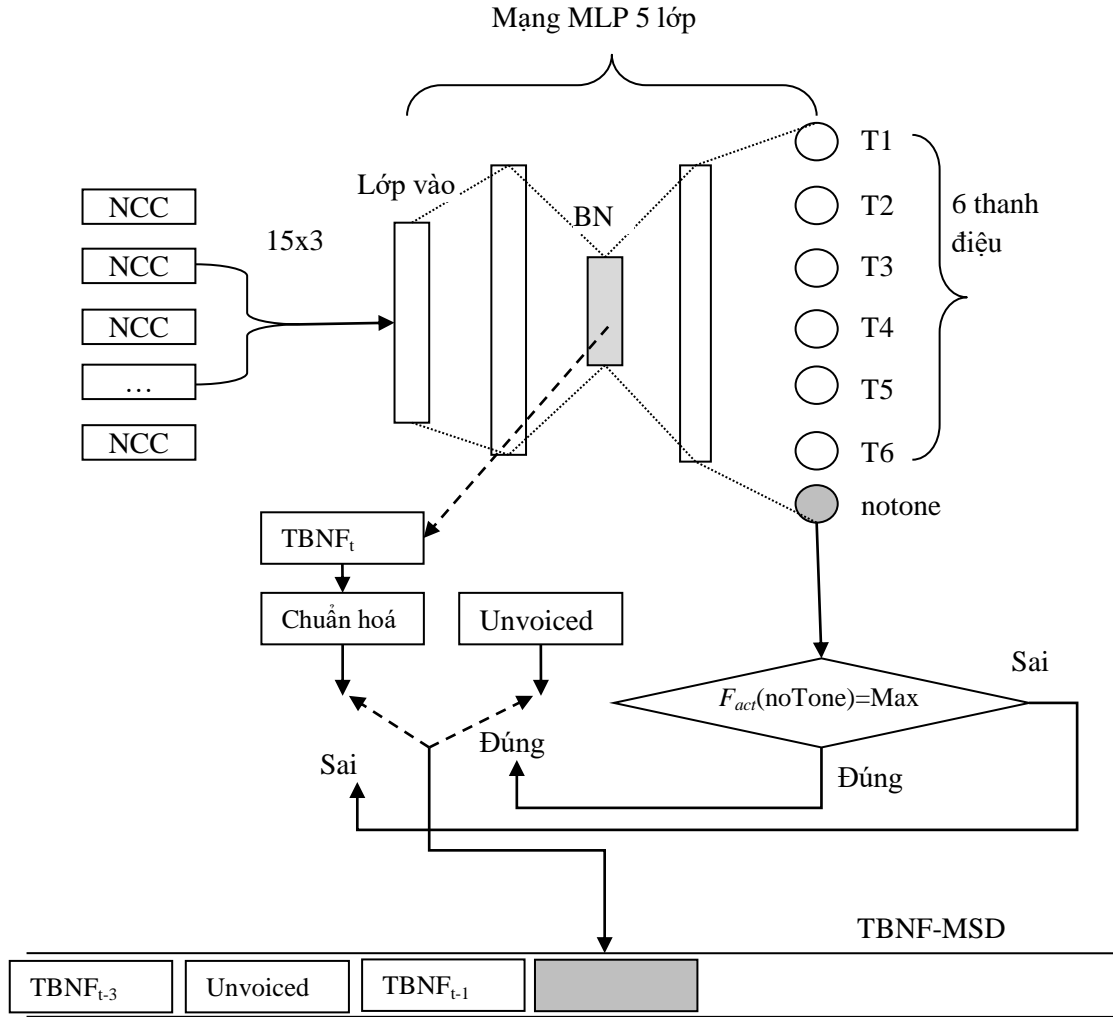 Mạng MLP 5 lớp
T1
Lớp vào
NCC
T2
6 thanh
điệu
BN
15x3
NCC
T3
NCC
T4
…
T5
NCC
T6
notone
TBNFt
Chuẩn hoá
Unvoiced
Sai
Fact(noTone)=Max
Đúng
Sai
Đúng
TBNF-MSD
TBNFt-3
Unvoiced
TBNFt-1